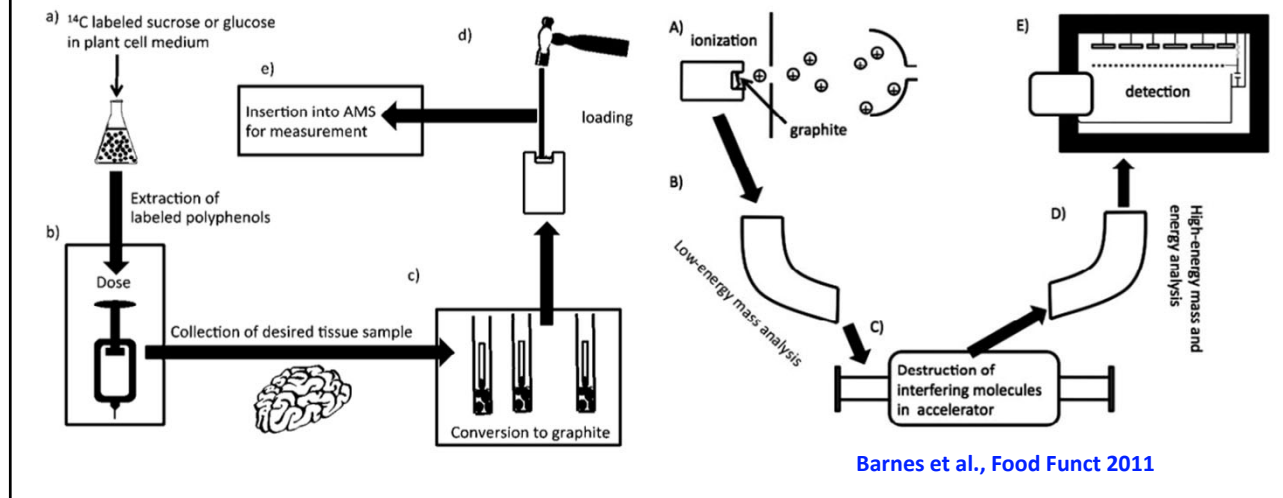 a) ¹⁴C labeled sucrose or glucose
in plant cell medium
d)
e)
Insertion into AMS
for measurement
loading
Extraction of
labeled polyphenols
b)
Dose
c)
Collection of desired tissue sample
Conversion to graphite
A)
ionization
graphite
E)
detection
B)
Low-energy mass analysis
C)
D)
High-energy mass and
energy analysis
Destruction of
interfering molecules
in accelerator
Barnes et al., Food Funct 2011